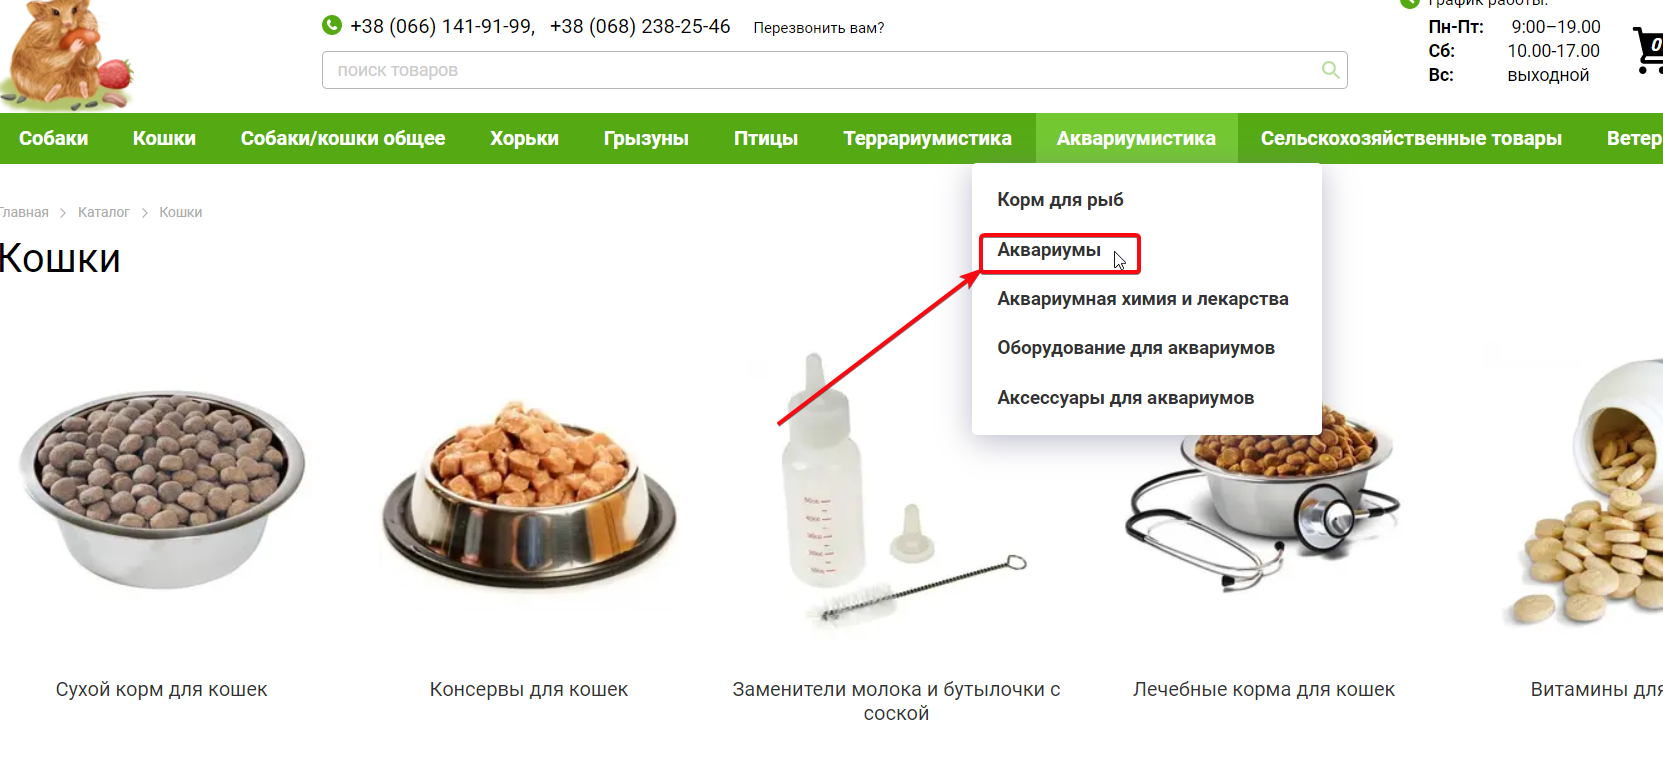 График работы:
+38 (066) 141-91-99, +38 (068) 238-25-46 Перезвонить вам?
Пн-Пт: 9:00–19.00
поиск товаров
Сб: 10.00-17.00
Вс: выходной
0
Собаки Кошки Собаки/кошки общее Хорьки Грызуны Птицы Террариумистика Аквариумистика Сельскохозяйственные товары Ветер
Корм для рыб
Аквариумы
Аквариумная химия и лекарства
Оборудование для аквариумов
Аксессуары для аквариумов
Главная > Каталог > Кошки
Кошки
Сухой корм для кошек
Консервы для кошек
Заменители молока и бутылочки с
соской
Лечебные корма для кошек
Витамины для